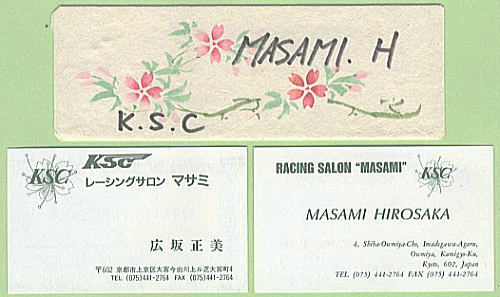 MASAMI. H
K.S.C
KSC
KSC
レーシングサロン マサミ
広坂正美
〒602 京都市上京区大宮今出川上ル芝大宮町4
TEL (075)441-2764 FAX (075)441-2764
RACING SALON "MASAMI"
KSC
MASAMI HIROSAKA
4, Shiba-Oumiya-Cho, Imadegawa-Agaru,
Oumiya, Kamigyo-Ku,
Kyoto, 602, Japan
TEL (075) 441-2764 FAX (075) 441-2764